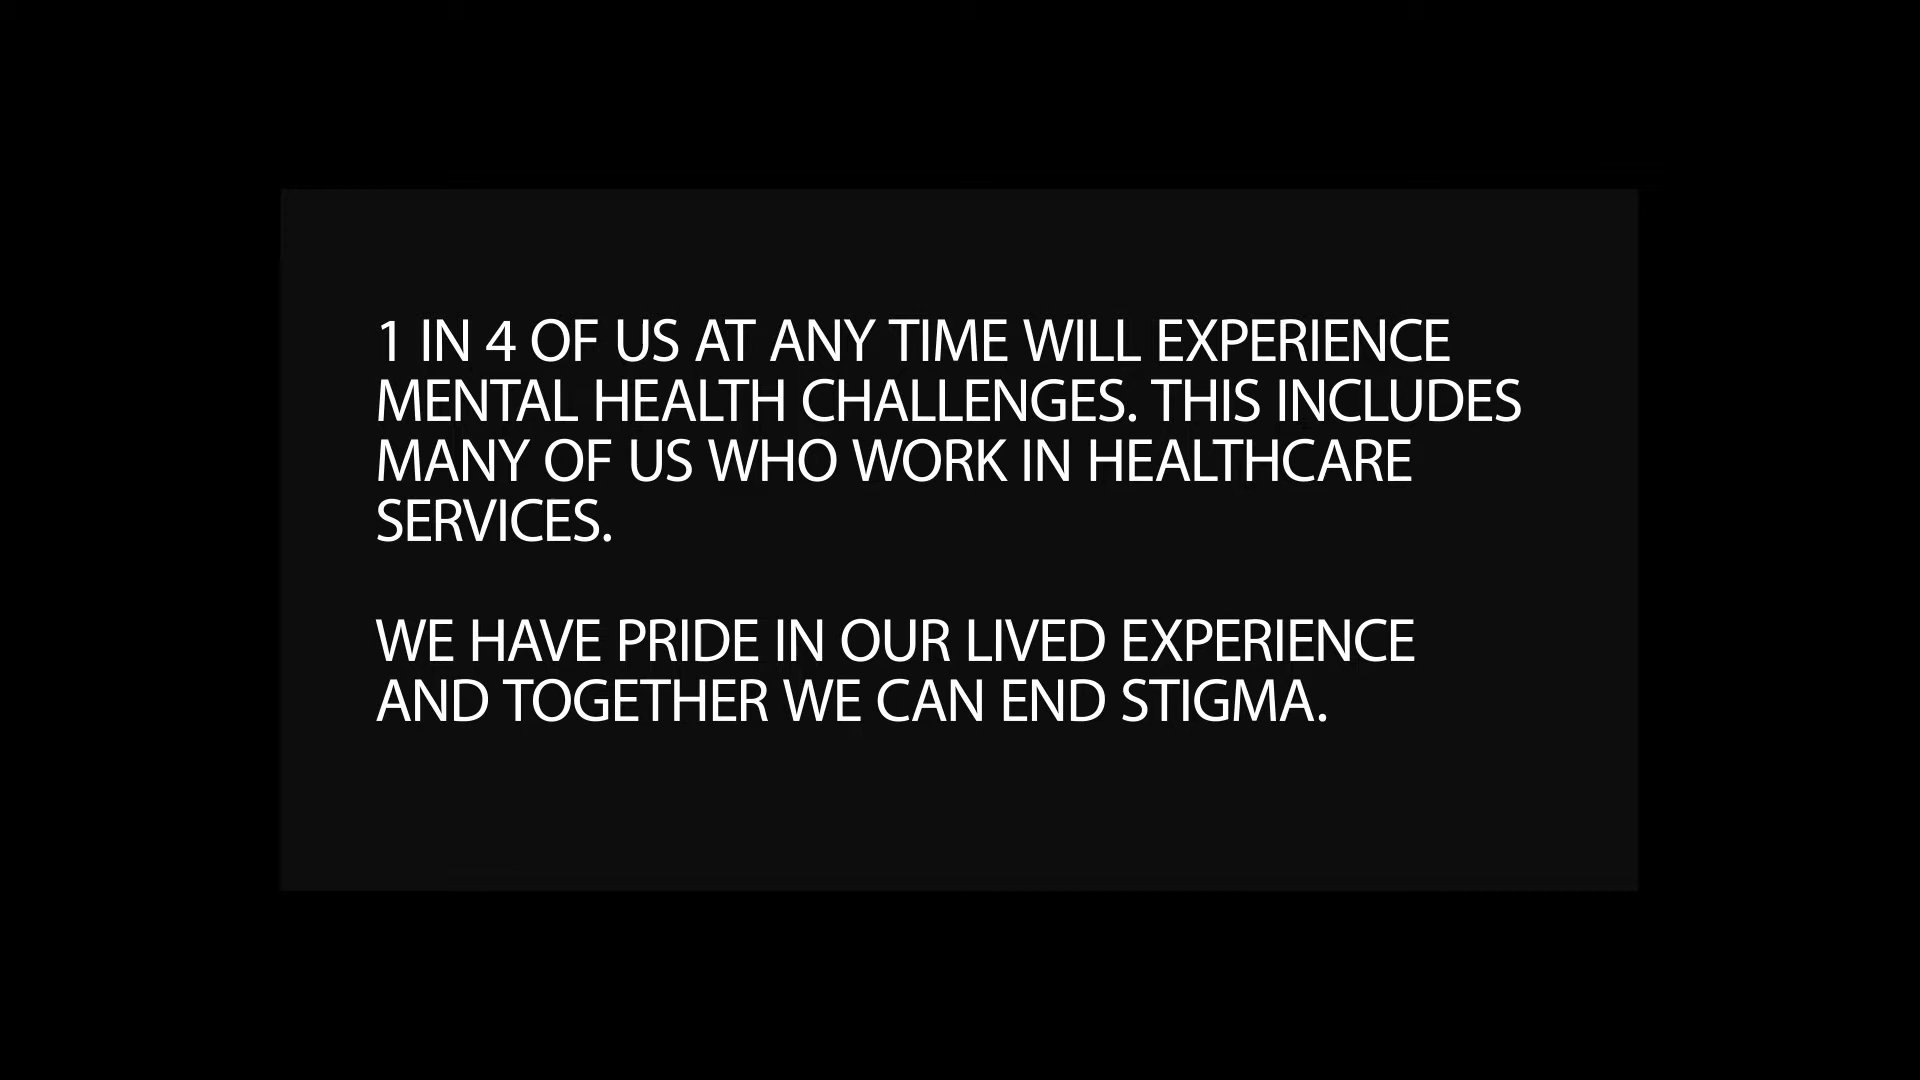 1 IN 4 OF US AT ANY TIME WILL EXPERIENCE
MENTAL HEALTH CHALLENGES. THIS INCLUDES
MANY OF US WHO WORK IN HEALTHCARE
SERVICES.
WE HAVE PRIDE IN OUR LIVED EXPERIENCE
AND TOGETHER WE CAN END STIGMA.